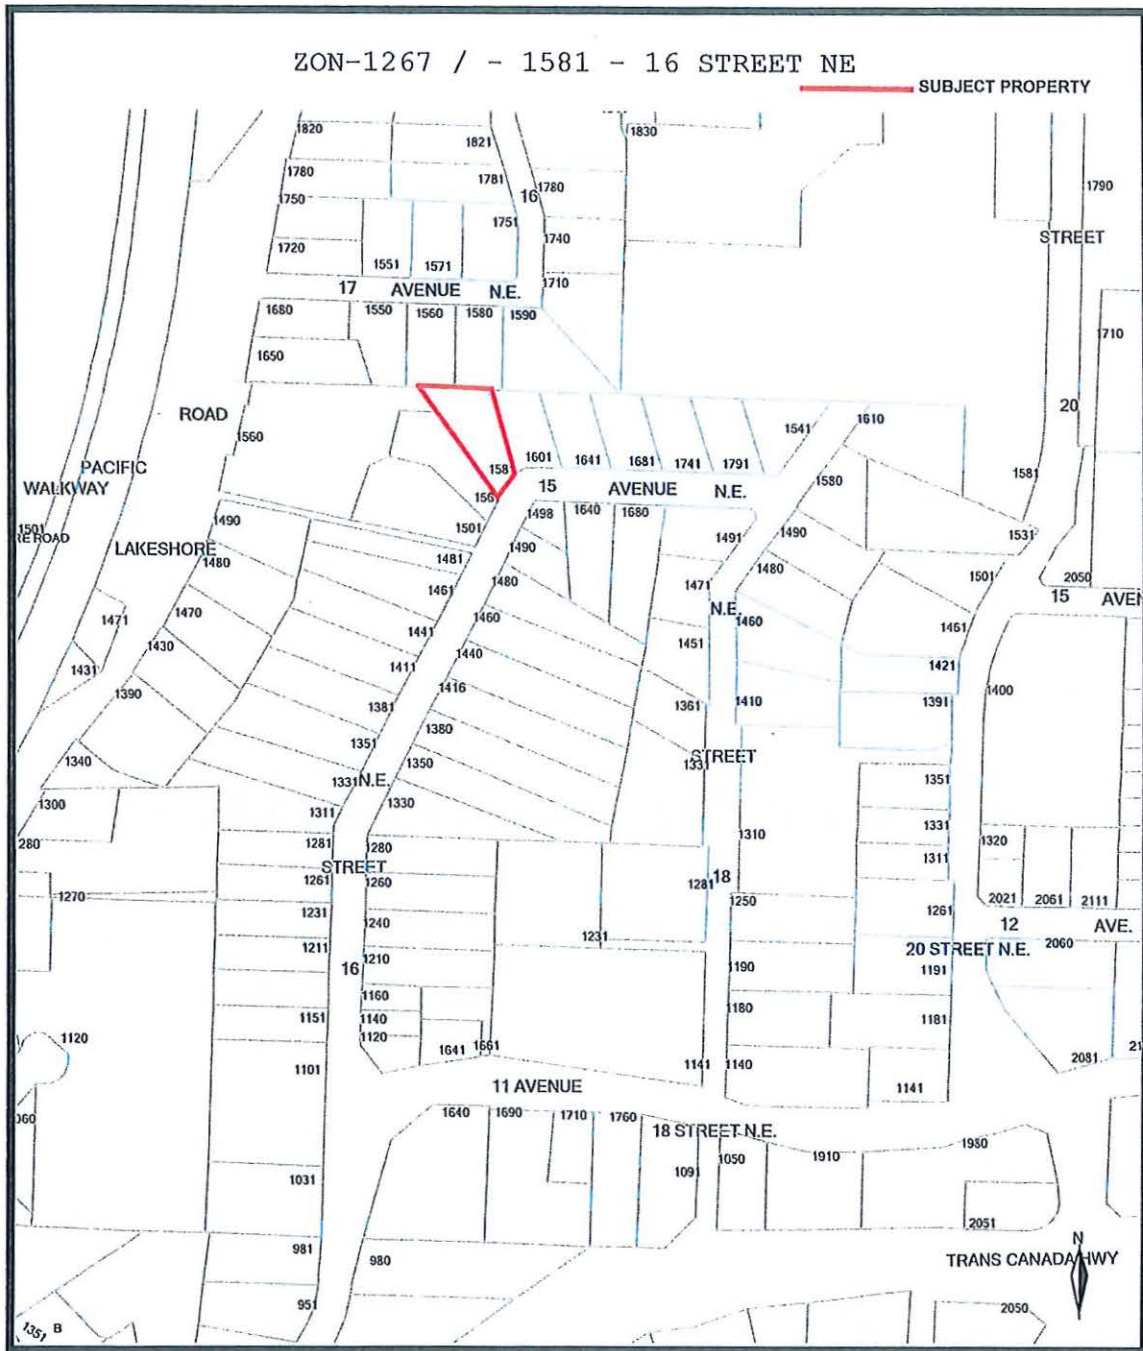 ZON-1267 / - 1581 - 16 STREET NE
SUBJECT PROPERTY
1820 1821 1830
1780 1781 1780 1790
1750 1751 16
1720 1551 1571 1740 STREET
1710
17 AVENUE N.E.
1680 1550 1560 1580 1590 1710
1650
ROAD 1560 1541 1610 20
PACIFIC
WALKWAY
1601 1641 1681 1741 1791
158 1580 1581
156 15 AVENUE N.E.
1501
RE ROAD
1490 1501 1498 1640 1680
LAKESHORE
1480 1481 1490 1491 1490 1531
1461 1480 1471 1480 1501 2050
15 AVEN
1471 1470 1460 N.E. 1460 1461
1430 1441 1440 1451
1431 1411 1416 1421
1390 1381 1380 1361 1410 1391 1400
1340 1351 1350 STREET
1331 N.E. 133 1351
1300 1311 1330 1310 1331
280 1281 1280 1311 1320
STREET
1270 1261 1260 1281 18
1231 1240 1231 1250 1261 2021 2061 2111
12 AVE.
1211 1210 20 STREET N.E. 2060
16 1190 1191
1160 1180 1181
1151 1140
1120 1120 1641 1661
1101 1141 1140 2081 21
11 AVENUE 1141
060 1640 1690 1710 1760
18 STREET N.E. 1980
1031 1091 1050 1910
2051
981 980 N
TRANS CANADA HWY
951 2050
1351 B